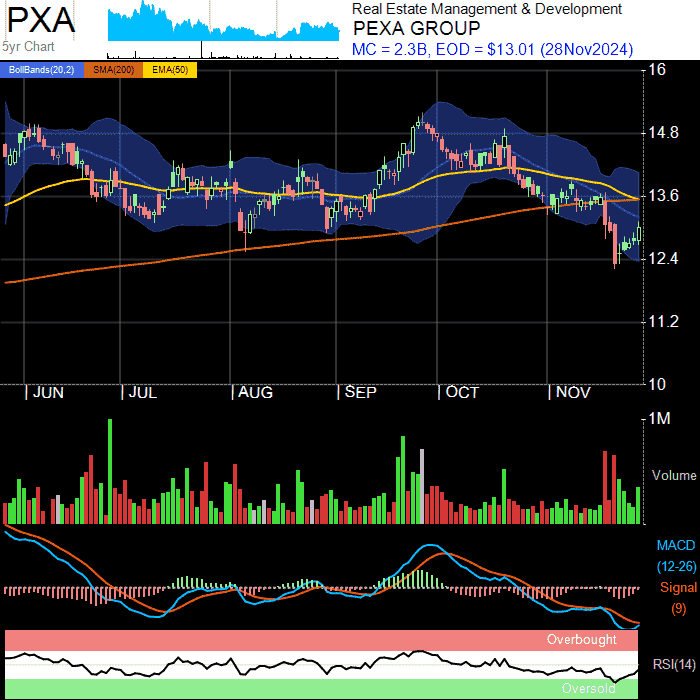 PXA
5yr Chart
Real Estate Management & Development
PEXA GROUP
MC = 2.3B, EOD = $13.01 (28Nov2024)
BollBands(20,2) SMA(200) EMA(50)
16
14.8
13.6
12.4
11.2
10
JUN JUL AUG SEP OCT NOV
1M
Volume
MACD
(12-26)
Signal
(9)
Overbought
RSI(14)
Oversold